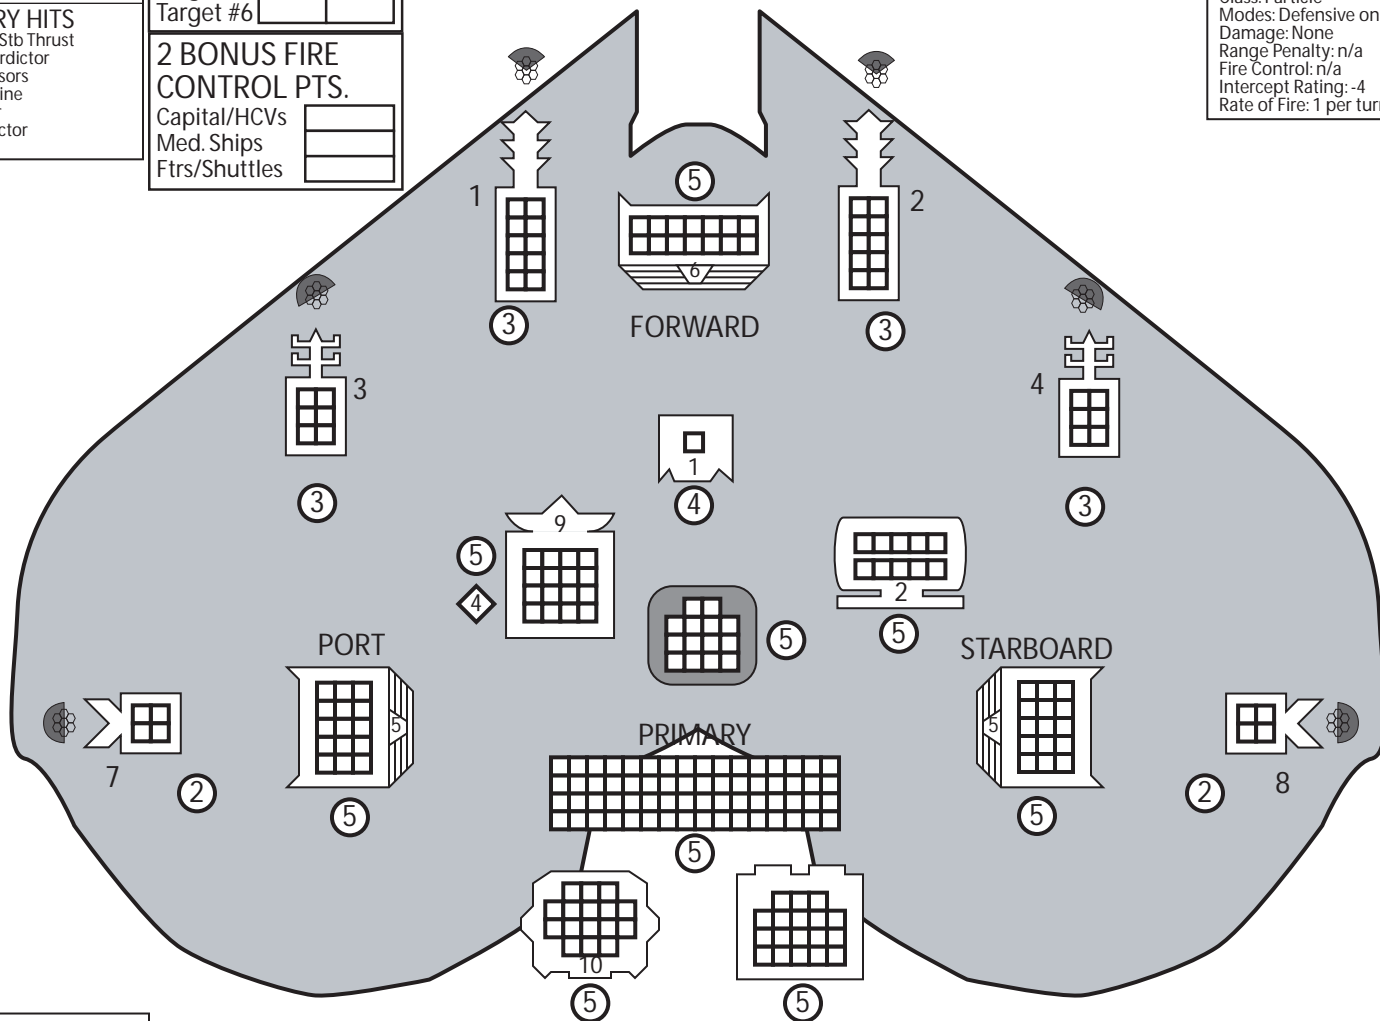 RY HITS
Stb Thrust
rdictor
sors
ine
ctor
Target #6
2 BONUS FIRE
CONTROL PTS.
Capital/HCVs
Med. Ships
Ftrs/Shuttles
Class: Particle
Modes: Defensive on
Damage: None
Range Penalty: n/a
Fire Control: n/a
Intercept Rating: -4
Rate of Fire: 1 per turn
5
1
2
6
3
FORWARD
3
3
4
1
3
4
3
9
5
4
2
5
5
PORT
STARBOARD
5
5
PRIMARY
7
2
5
5
5
2
8
10
5
5